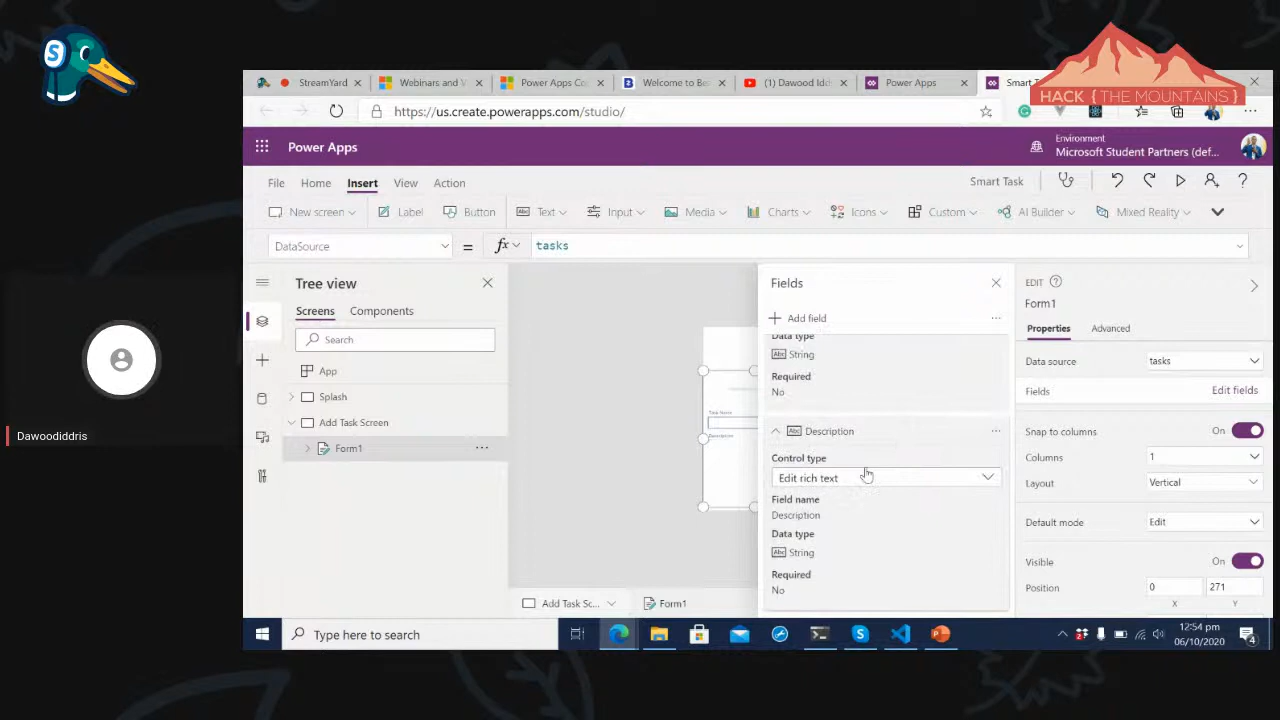 S
HACK {THE MOUNTAINS}
StreamYard
Webinars and V
Power Apps Co
Welcome to Be
(1) Dawood Idd
Power Apps
Smart T
https://us.create.powerapps.com/studio/
Power Apps
Environment
Microsoft Student Partners (def...
File
Home
Insert
View
Action
Smart Task
New screen
Label
Button
Text
Input
Media
Charts
Icons
Custom
AI Builder
Mixed Reality
DataSource
=
fx
tasks
Tree view
Screens
Components
Search
App
Splash
Add Task Screen
Form1
Description
Fields
Add field
Data type
Abc String
Required
No
Abc Description
Control type
Edit rich text
Field name
Description
Data type
Abc String
Required
No
EDIT
Form1
Properties
Advanced
Data source
tasks
Fields
Edit fields
Snap to columns
On
Columns
1
Layout
Vertical
Default mode
Edit
Visible
On
Position
0
271
X
Y
Add Task Sc...
Form1
Dawoodiddris
Type here to search
12:54 pm
06/10/2020
4